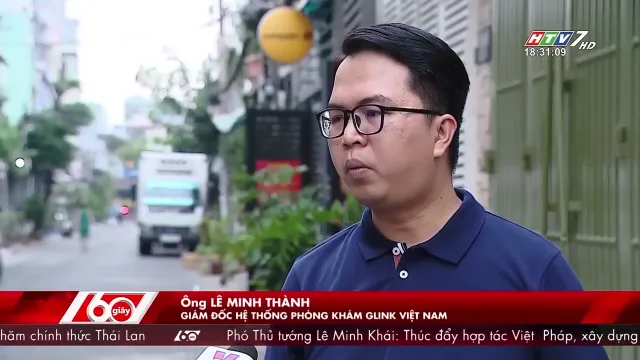 HTV7 HD
18:31:09
60 giây
Ông LÊ MINH THÀNH
GIÁM ĐỐC HỆ THỐNG PHÒNG KHÁM GLINK VIỆT NAM
hăm chính thức Thái Lan 60giây Phó Thủ tướng Lê Minh Khái: Thúc đẩy hợp tác Việt Pháp, xây dựng